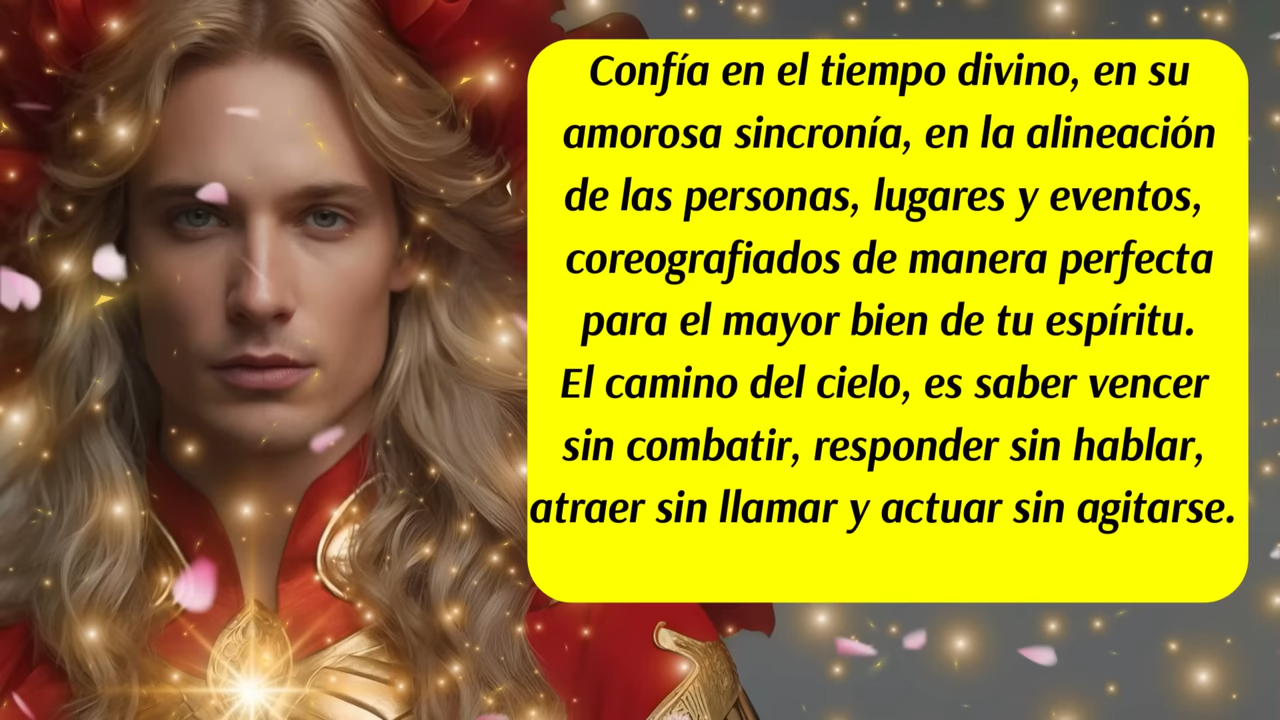 Confía en el tiempo divino, en su
amorosa sincronía, en la alineación
de las personas, lugares y eventos,
coreografiados de manera perfecta
para el mayor bien de tu espíritu.
El camino del cielo, es saber vencer
sin combatir, responder sin hablar,
atraer sin llamar y actuar sin agitarse.